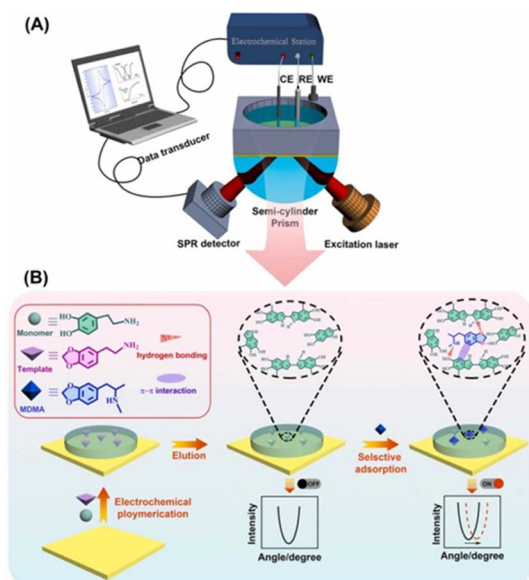 (A)
Electrochemical Station
CE RE WE
Data transducer
Semi-cylinder
Prism
SPR detector
Excitation laser
(B)
Monomer
HO
HO
NH2
Template
NH2
hydrogen bonding
MDMA
HN
π-π interaction
Elution
Selsctive
adsorption
Electrochemical
ploymerication
OFF
ON
Intensity
Angle/degree
Intensity
Angle/degree